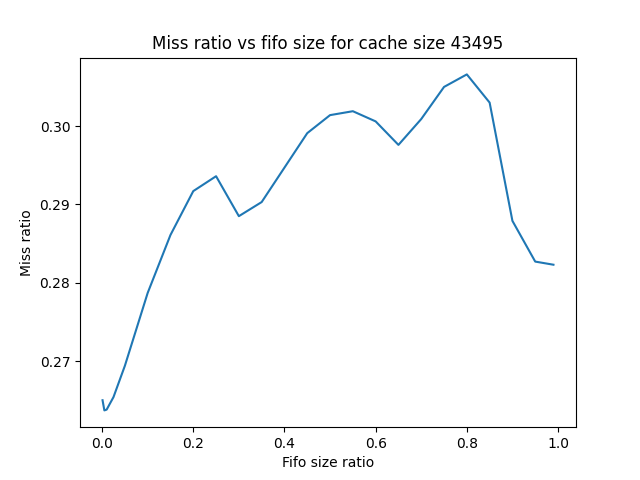 Miss ratio vs fifo size for cache size 43495
Miss ratio
0.30
0.29
0.28
0.27
0.0 0.2 0.4 0.6 0.8 1.0
Fifo size ratio